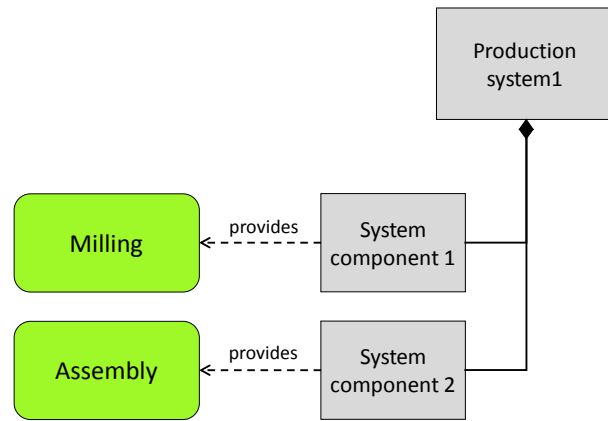 Production
system1
Milling
provides
System
component 1
Assembly
provides
System
component 2